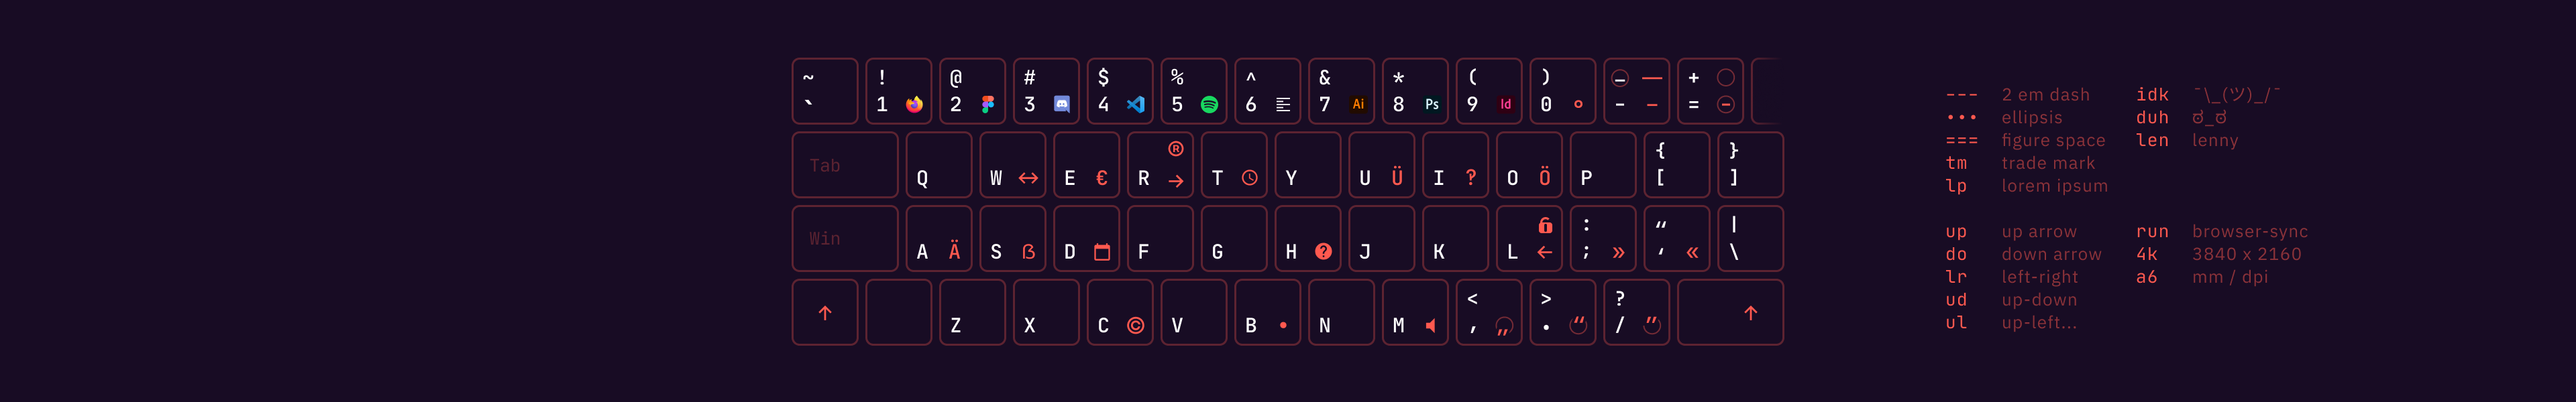 ~ ! @ # $ % ^ & * ( ) – — +
` 1 2 3 4 5 6 7 Ai 8 Ps 9 Id 0 ° - – = −
Tab Q W ↔ E € ® R → T Y U Ü I ‽ O Ö P { [ } ]
Win A Ä S ß D F G H ? J K L ← : ; » “ ‘ « | \
↑ Z X C © V B • N M < , „ > . “ ? / ” ↑
--- 2 em dash idk ¯\_(ツ)_/¯
••• ellipsis duh ಠ_ಠ
=== figure space len lenny
tm trade mark
lp lorem ipsum
up up arrow run browser-sync
do down arrow 4k 3840 x 2160
lr left-right a6 mm / dpi
ud up-down
ul up-left...